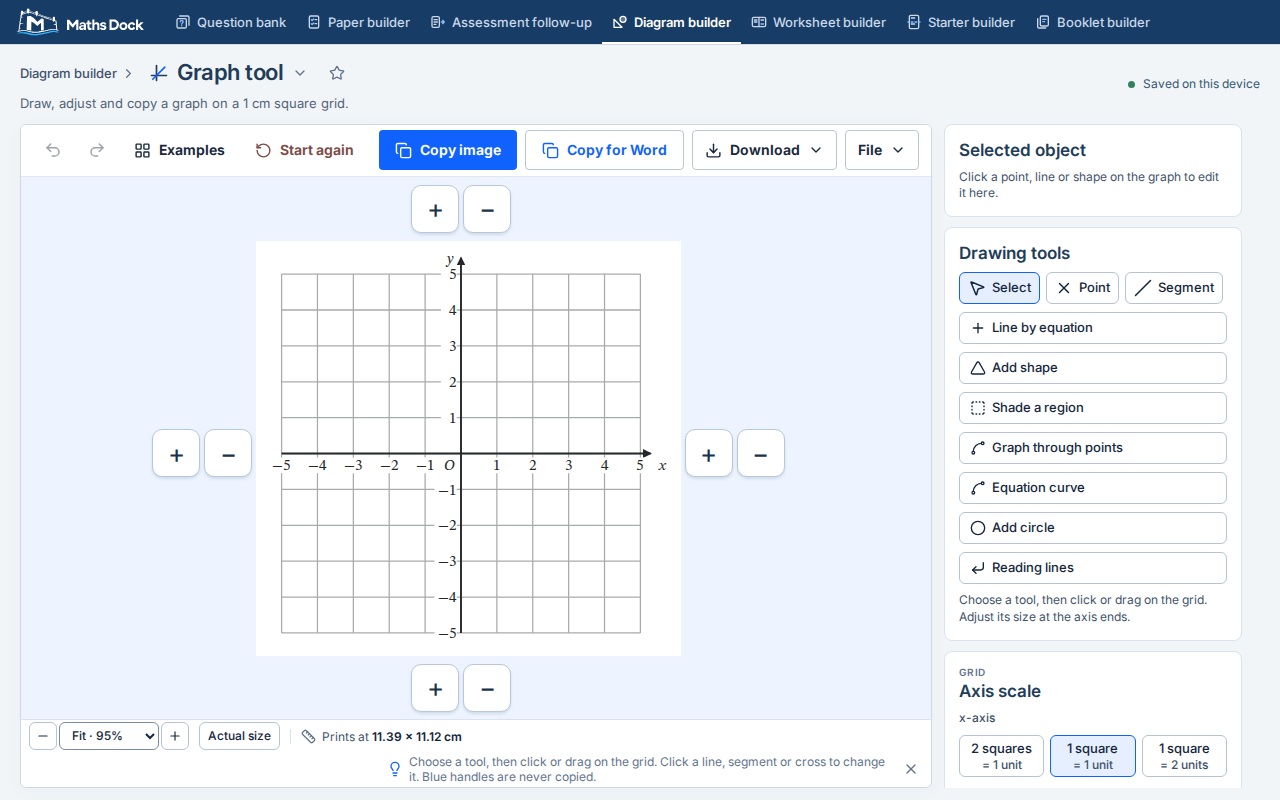 Maths Dock
Question bank
Paper builder
Assessment follow-up
Diagram builder
Worksheet builder
Starter builder
Booklet builder
Diagram builder
Graph tool
Saved on this device
Draw, adjust and copy a graph on a 1 cm square grid.
Examples
Start again
Copy image
Copy for Word
Download
File
+ −
y
5
4
3
2
1
+ −
−5 −4 −3 −2 −1 O 1 2 3 4 5 x
+ −
−1
−2
−3
−4
−5
+ −
− Fit · 95% +
Actual size
Prints at 11.39 × 11.12 cm
Choose a tool, then click or drag on the grid. Click a line, segment or cross to change
it. Blue handles are never copied.
Selected object
Click a point, line or shape on the graph to edit
it here.
Drawing tools
Select
Point
Segment
Line by equation
Add shape
Shade a region
Graph through points
Equation curve
Add circle
Reading lines
Choose a tool, then click or drag on the grid.
Adjust its size at the axis ends.
GRID
Axis scale
x-axis
2 squares
= 1 unit
1 square
= 1 unit
1 square
= 2 units